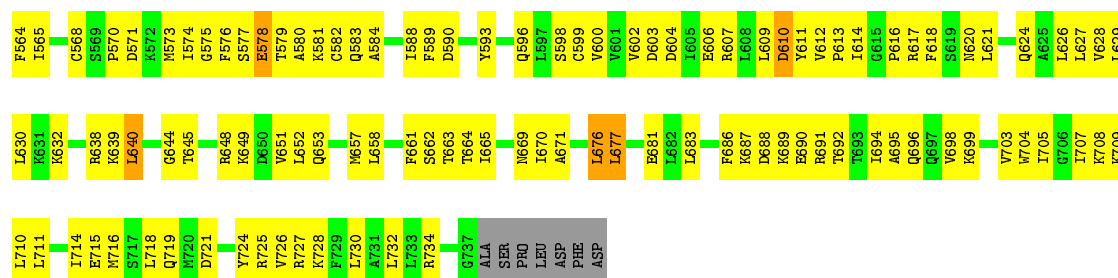 F564 I565 C568 S569 P570 D571 K572 M573 I574 G575 F576 S577 E578 T579 A580 K581 C582 Q583 A584 I588 F589 D590 Y593 Q596 L597 S598 C599 V600 V601 V602 D603 D604 I605 E606 R607 L608 L609 D610 Y611 V612 P613 I614 G615 P616 R617 F618 S619 N620 L621 Q624 A625 L626 L627 V628
L630 K631 K632 R638 K639 L640 G644 T645 R648 K649 D650 V651 L652 Q653 M657 L658 F661 S662 T663 T664 I665 N669 I670 A671 L676 A677 E681 L682 L683 F686 K687 D688 K689 E690 R691 T692 T693 I694 A695 Q696 Q697 V698 K699 V703 W704 I705 G706 I707 K708
L710 L711 I714 E715 M716 S717 L718 Q719 M720 D721 Y724 R725 V726 R727 K728 F729 L730 A731 L732 L733 R734 G737 ALA SER PRO LEU ASP PHE ASP